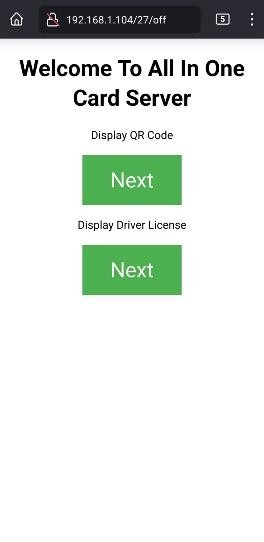 192.168.1.104/27/off
5
Welcome To All In One
Card Server
Display QR Code
Next
Display Driver License
Next